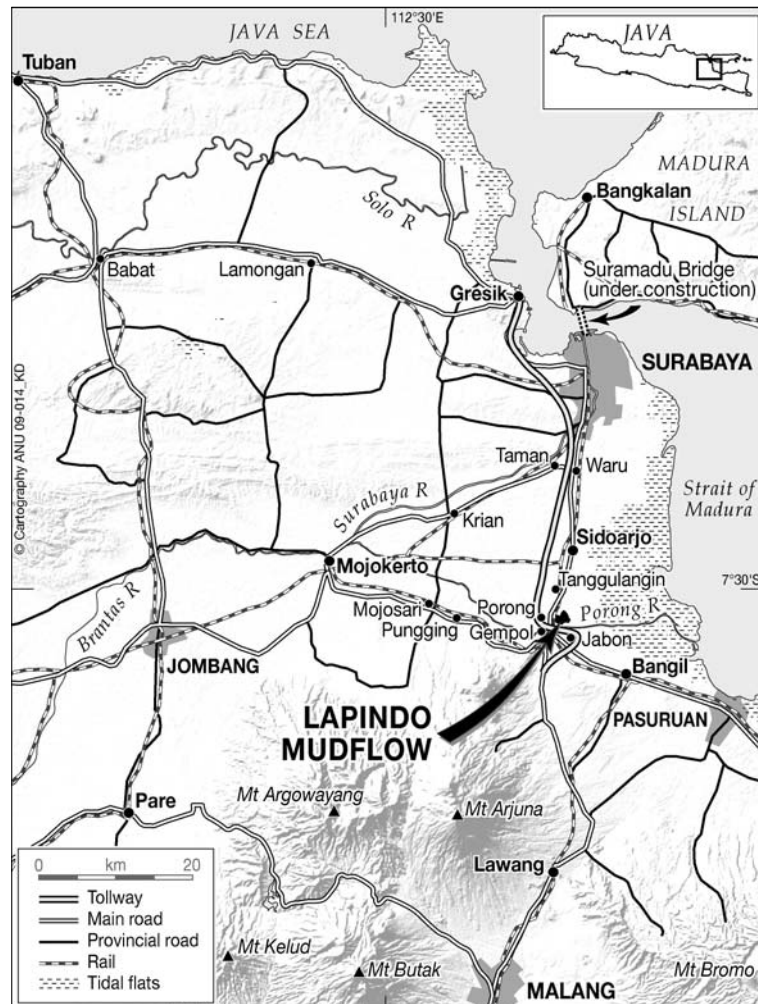 112°30'E
JAVA SEA
JAVA
Tuban
MADURA
ISLAND
Bangkalan
Solo R
Babat
Lamongan
Gresik
Suramadu Bridge
(under construction)
SURABAYA
© Cartography ANU 09-014_KD
Taman
Waru
Surabaya R
Krian
Strait of
Madura
Sidoarjo
Mojokerto
Tanggulangin
7°30'S
Brantas R
Mojosari
Pungging
Porong
Gempol
Porong R
Jabon
JOMBANG
Bangil
LAPINDO
MUDFLOW
PASURUAN
Pare
Mt Argowayang
Mt Arjuna
Lawang
0 km 20
Tollway
Main road
Provincial road
Rail
Tidal flats
Mt Kelud
Mt Butak
MALANG
Mt Bromo